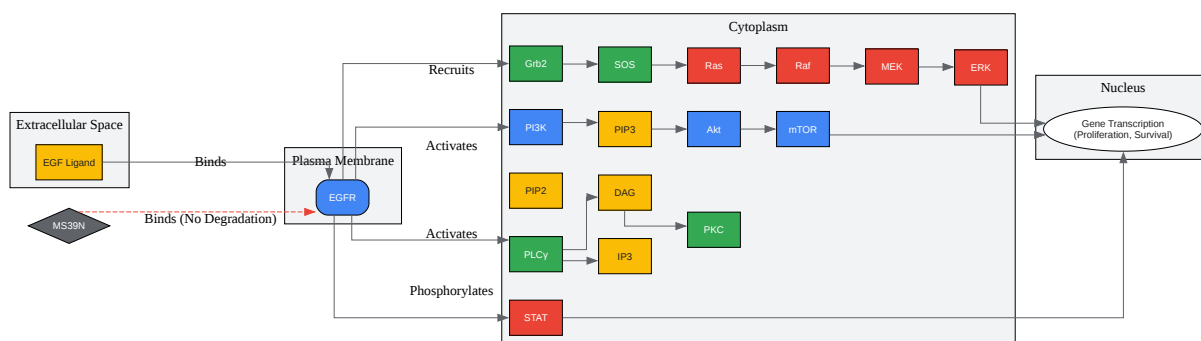 Extracellular Space
EGF Ligand
MS39N
Binds
Binds (No Degradation)
Plasma Membrane
EGFR
Recruits
Activates
Activates
Phosphorylates
Cytoplasm
Grb2
SOS
Ras
Raf
MEK
ERK
PI3K
PIP3
Akt
mTOR
PIP2
DAG
PKC
PLCγ
IP3
STAT
Nucleus
Gene Transcription
(Proliferation, Survival)